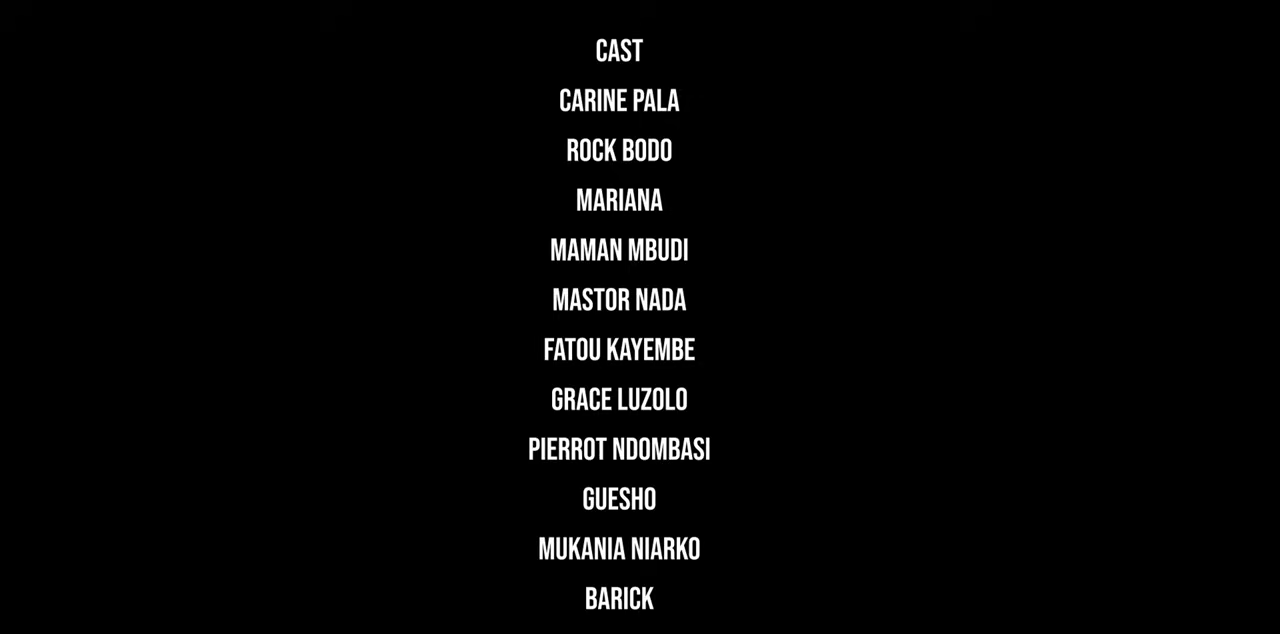 CAST
CARINE PALA
ROCK BODO
MARIANA
MAMAN MBUDI
MASTOR NADA
FATOU KAYEMBE
GRACE LUZOLO
PIERROT NDOMBASI
GUESHO
MUKANIA NIARKO
BARICK